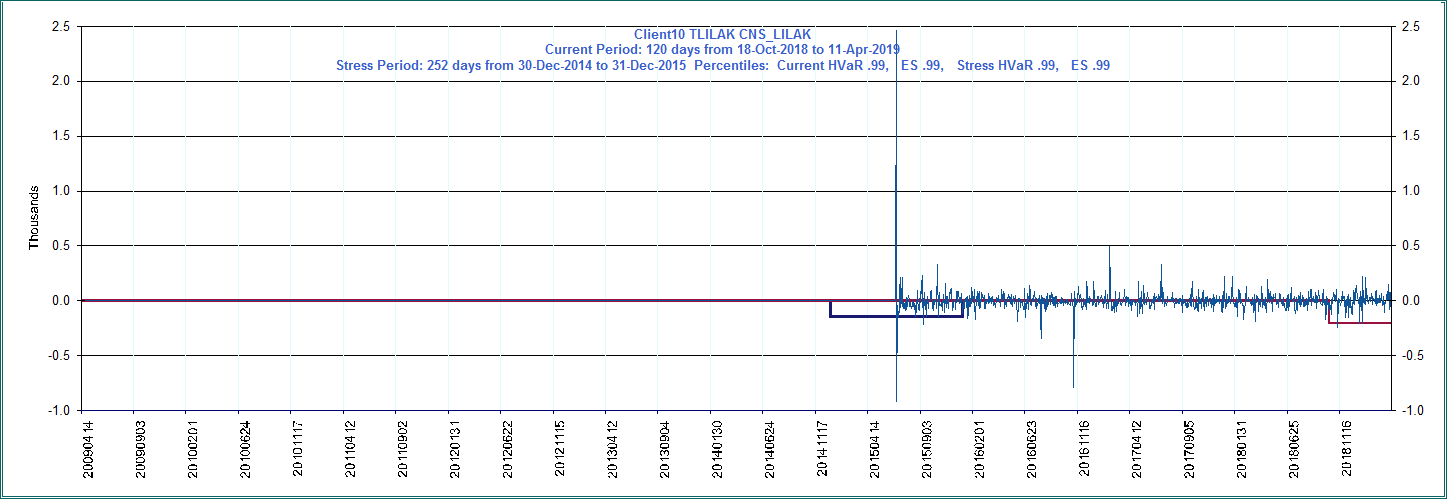 Client10 TLILAK CNS_LILAK
Current Period: 120 days from 18-Oct-2018 to 11-Apr-2019
Stress Period: 252 days from 30-Dec-2014 to 31-Dec-2015 Percentiles: Current HVaR .99, ES .99, Stress HVaR .99, ES .99
2.5 2.5
2.0 2.0
1.5 1.5
1.0 1.0
0.5 0.5
0.0 0.0
-0.5 -0.5
-1.0 -1.0
Thousands
20090414 20090903 20100201 20100624 20101117 20110412 20110902 20120131 20120622 20121115 20130412 20130904 20140130 20140624 20141117 20150414 20150903 20160201 20160623 20161116 20170412 20170905 20180131 20180625 20181116